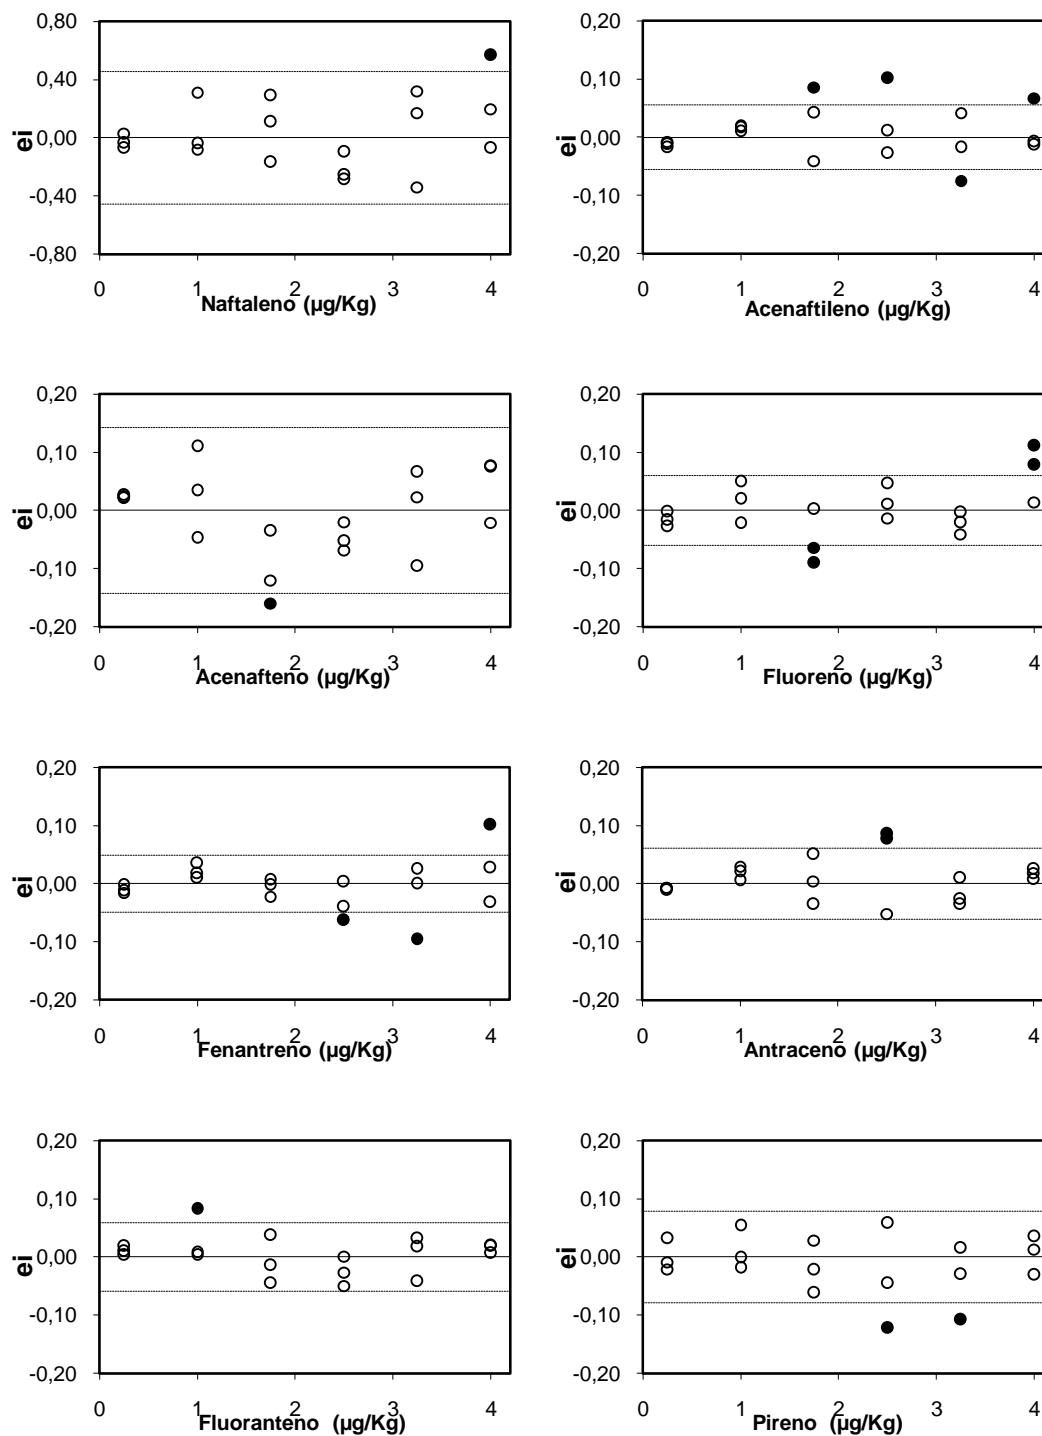 0,80
0,40
0,00
-0,40
-0,80
ei
0 1 2 3 4
Naftaleno (µg/Kg)
0,20
0,10
0,00
-0,10
-0,20
ei
0 1 2 3 4
Acenaftileno (µg/Kg)
0,20
0,10
0,00
-0,10
-0,20
ei
0 1 2 3 4
Acenafteno (µg/Kg)
0,20
0,10
0,00
-0,10
-0,20
ei
0 1 2 3 4
Fluoreno (µg/Kg)
0,20
0,10
0,00
-0,10
-0,20
ei
0 1 2 3 4
Fenantreno (µg/Kg)
0,20
0,10
0,00
-0,10
-0,20
ei
0 1 2 3 4
Antraceno (µg/Kg)
0,20
0,10
0,00
-0,10
-0,20
ei
0 1 2 3 4
Fluoranteno (µg/Kg)
0,20
0,10
0,00
-0,10
-0,20
ei
0 1 2 3 4
Pireno (µg/Kg)